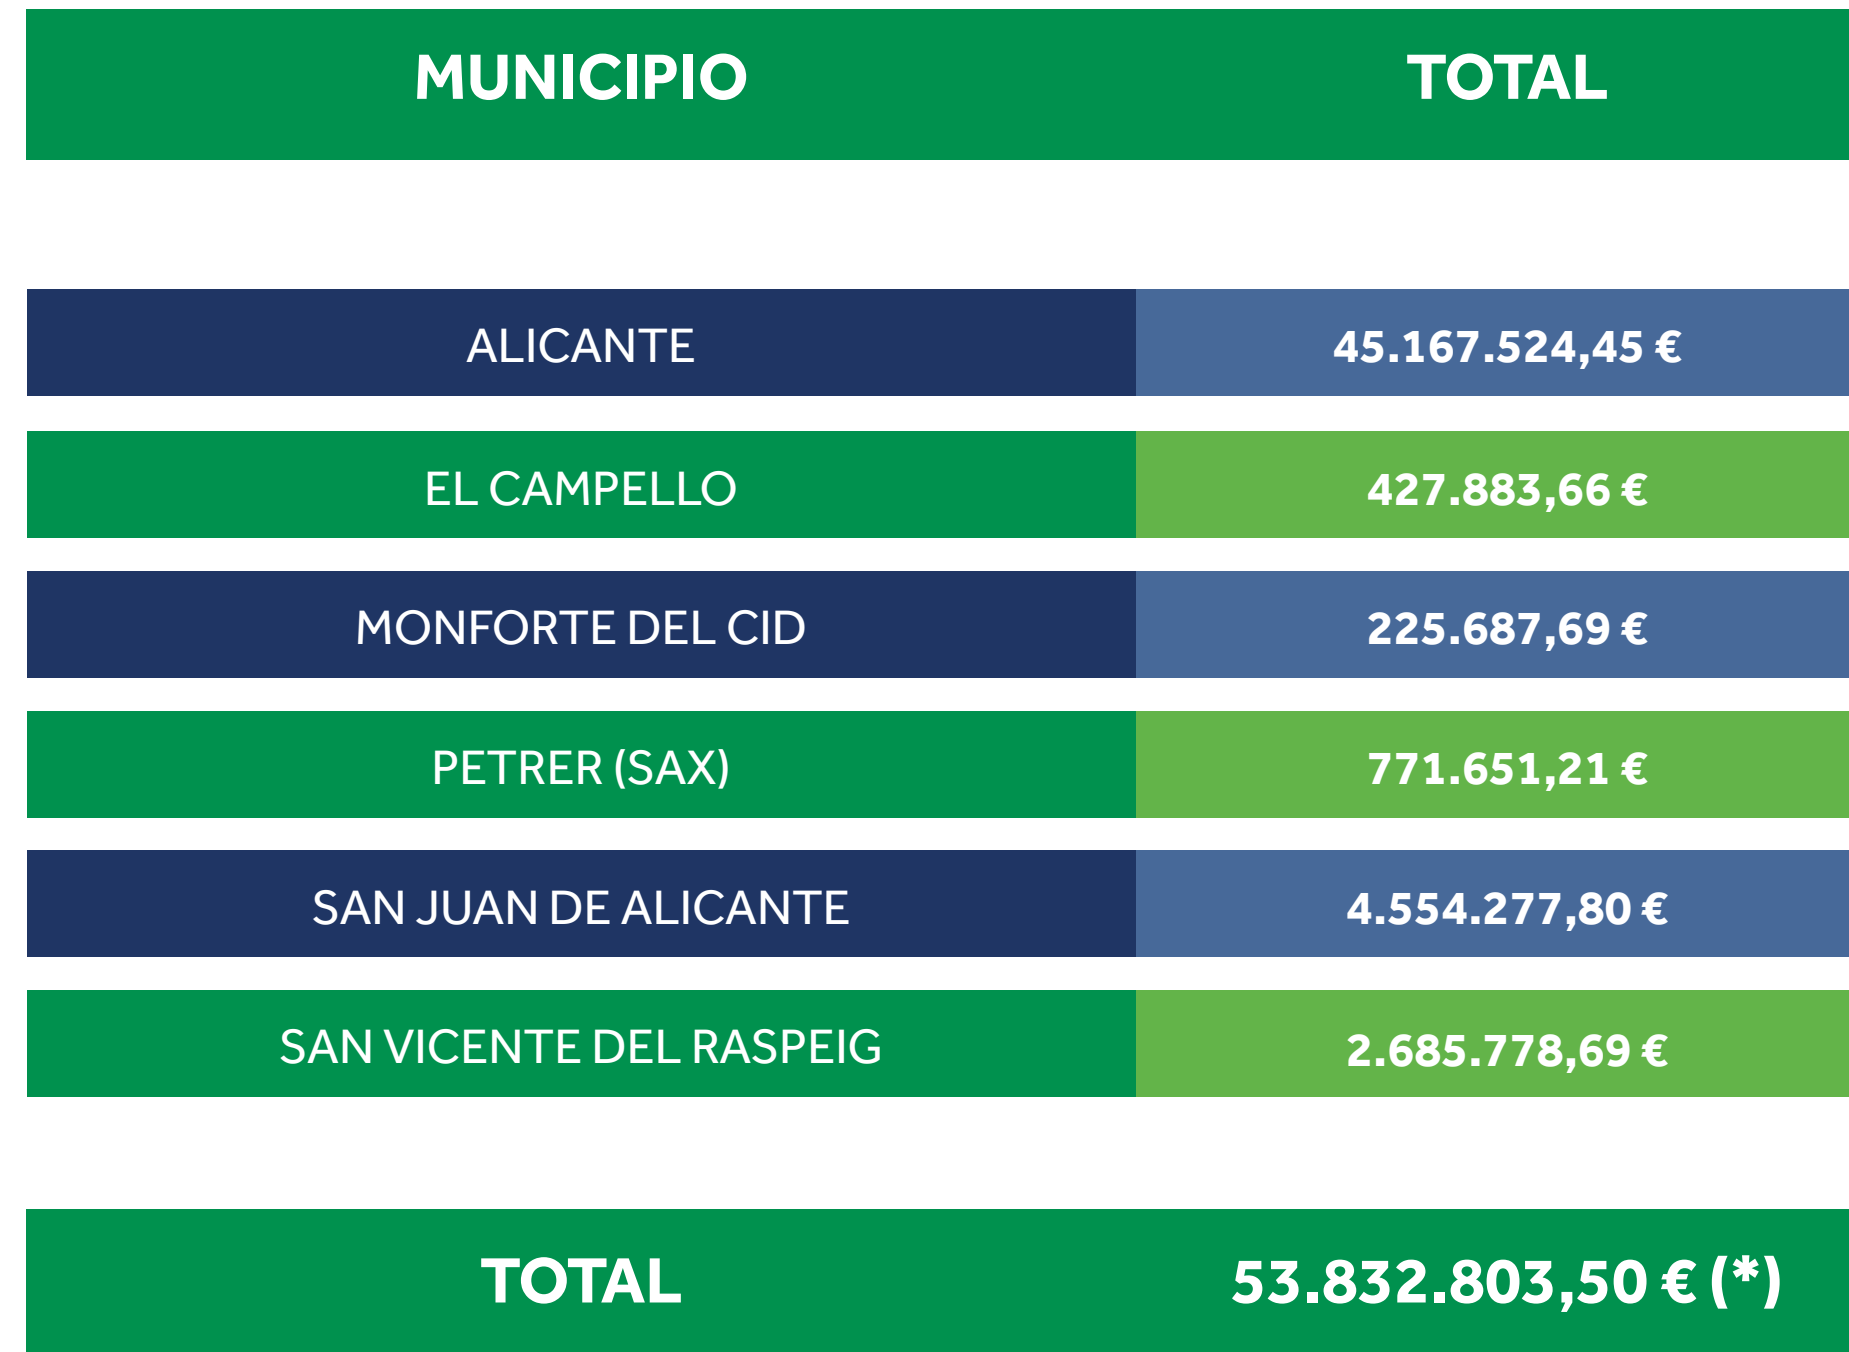 MUNICIPIO TOTAL
ALICANTE 45.167.524,45 €
EL CAMPELLO 427.883,66 €
MONFORTE DEL CID 225.687,69 €
PETRER (SAX) 771.651,21 €
SAN JUAN DE ALICANTE 4.554.277,80 €
SAN VICENTE DEL RASPEIG 2.685.778,69 €
TOTAL 53.832.803,50 € (*)